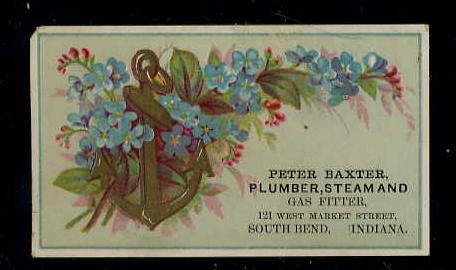 PETER BAXTER,
PLUMBER, STEAM AND
GAS FITTER,
121 WEST MARKET STREET,
SOUTH BEND, INDIANA.